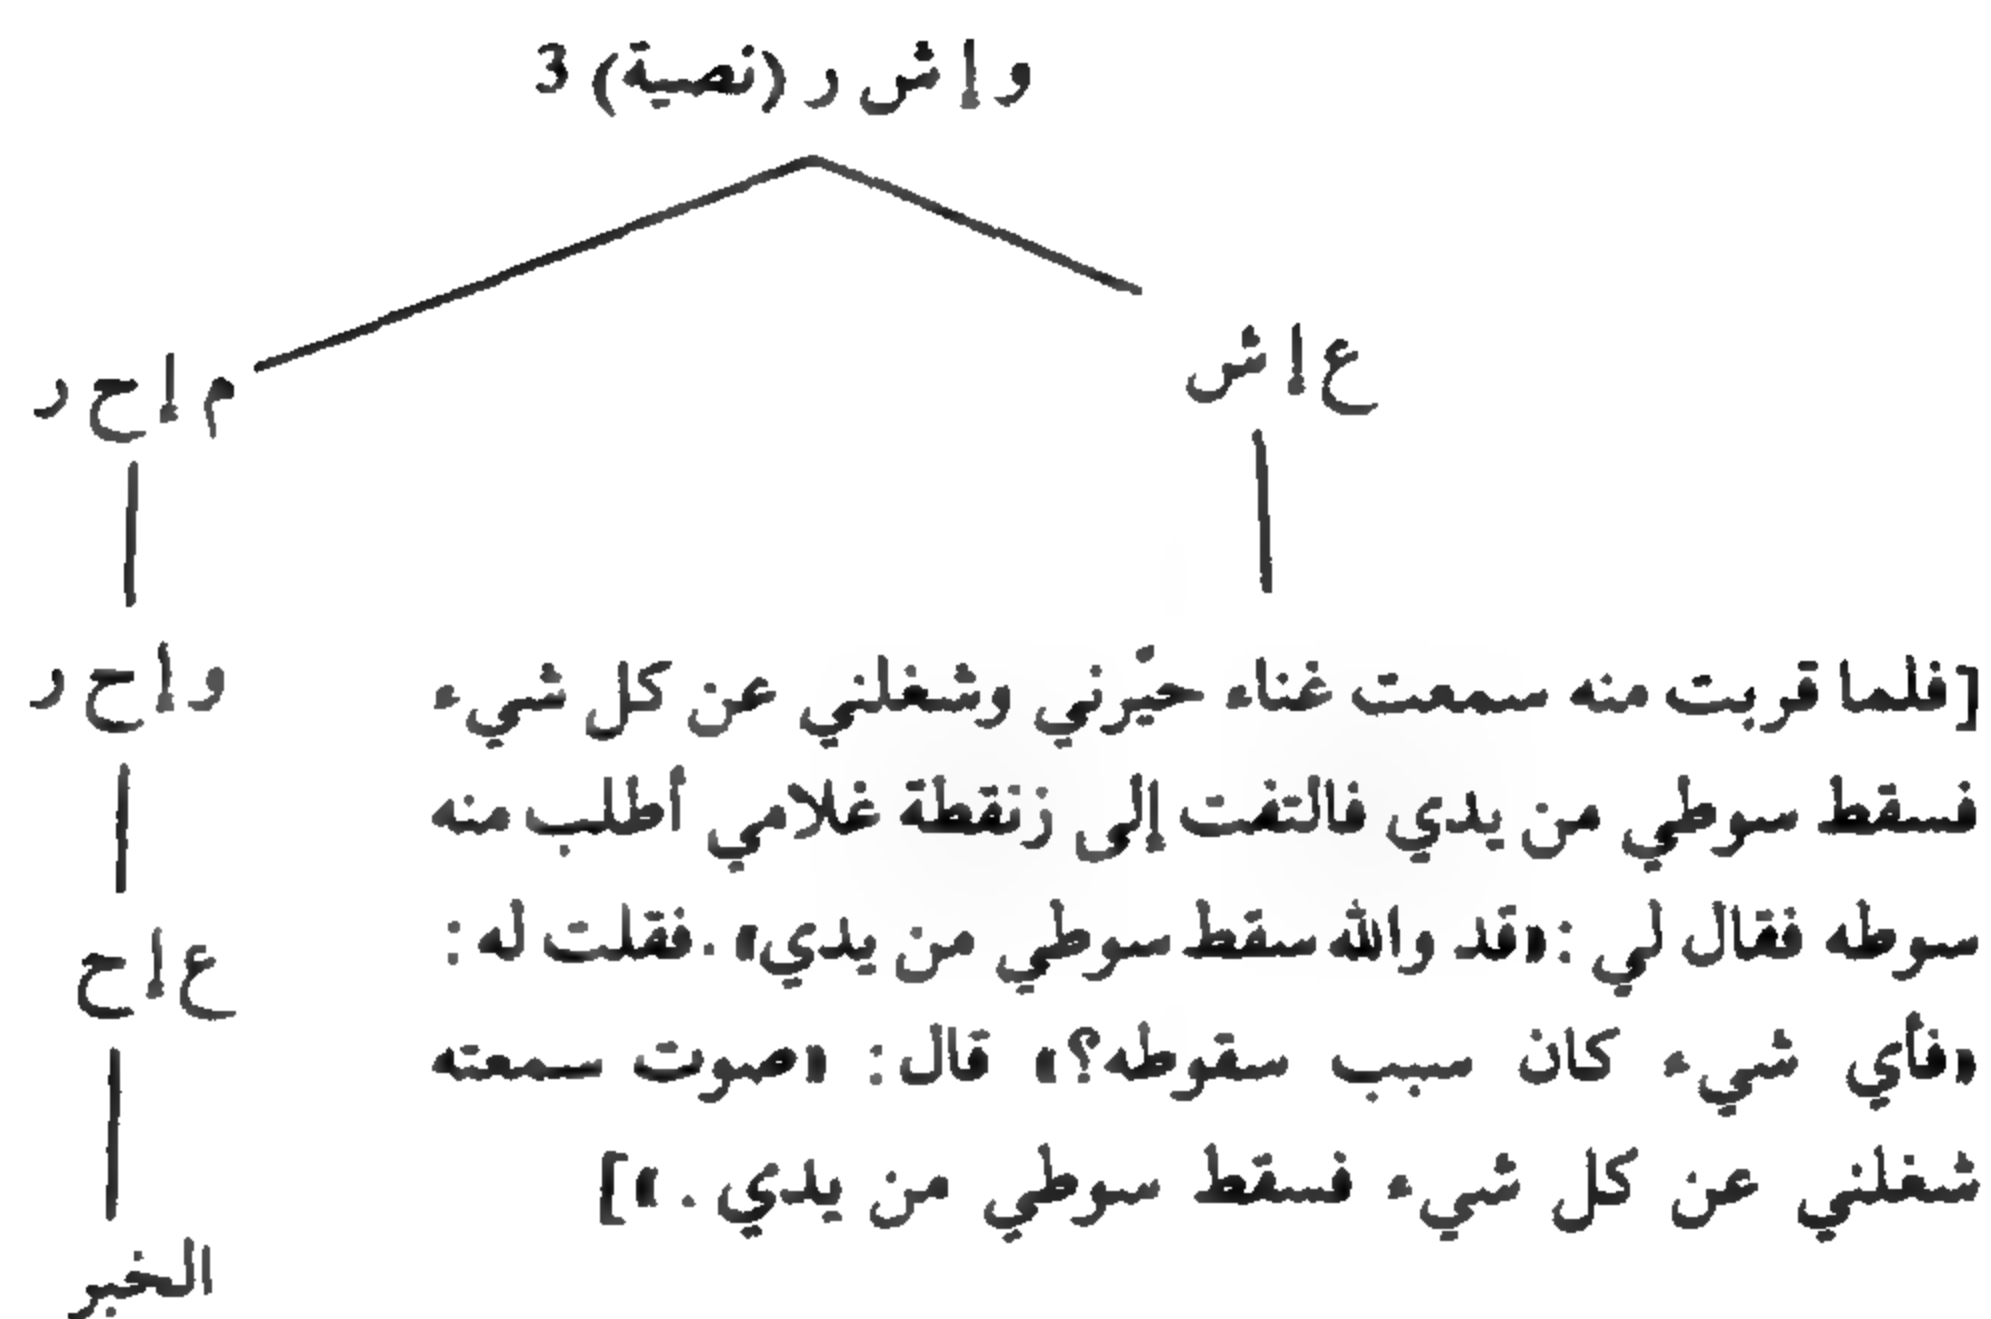 و إ ش ر (نصية) 3
ع إ ش
م إ ح ر
و إ ح ر
ع إ ح
الخبر
[فلما قربت منه سمعت غناء حيّرني وشغلني عن كل شيء
فسقط سوطي من يدي فالتفت إلى زنقطة غلامي أطلب منه
سوطه فقال لي: «قد والله سقط سوطي من يدي». فقلت له:
«فأي شيء كان سبب سقوطه؟» قال: «صوت سمعته
شغلني عن كل شيء فسقط سوطي من يدي.»]